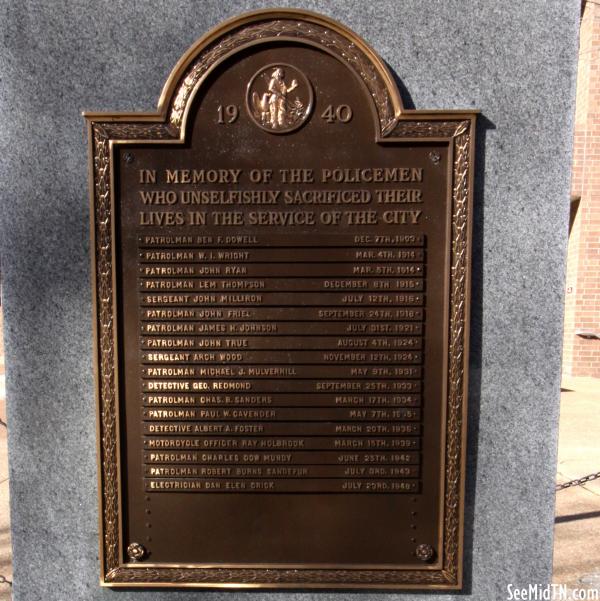 19 40
IN MEMORY OF THE POLICEMEN
WHO UNSELFISHLY SACRIFICED THEIR
LIVES IN THE SERVICE OF THE CITY
PATROLMAN BEN F. DOWELL DEC. 7TH,
PATROLMAN W. I. WRIGHT MAR. 4TH, 1914
PATROLMAN JOHN RYAN MAR. 5TH, 1914
PATROLMAN LEM THOMPSON DECEMBER 8TH, 1915
SERGEANT JOHN MILLIRON JULY 12TH, 1916
PATROLMAN JOHN FRIEL SEPTEMBER 24TH, 1918
PATROLMAN JAMES H. JOHNSON JULY 31ST, 1921
PATROLMAN JOHN TRUE AUGUST 4TH, 1924
SERGEANT ARCH WOOD NOVEMBER 12TH, 1924
PATROLMAN MICHAEL J. MULVERHILL MAY 9TH, 1931
DETECTIVE GEO. REDMOND SEPTEMBER 25TH, 1933
PATROLMAN CHAS. B. SANDERS MARCH 17TH, 1934
PATROLMAN PAUL W. CAVENDER MAY 7TH,
DETECTIVE ALBERT A. FOSTER MARCH 20TH, 1938
MOTORCYCLE OFFICER RAY HOLBROOK MARCH 15TH, 1939
PATROLMAN CHARLES DOW MUNDY JUNE 25TH, 1942
PATROLMAN ROBERT BURNS SANDEFUR JULY 3RD, 1943
ELECTRICIAN DAN ELEN JULY 23RD, 1948
SeeMidTN.com